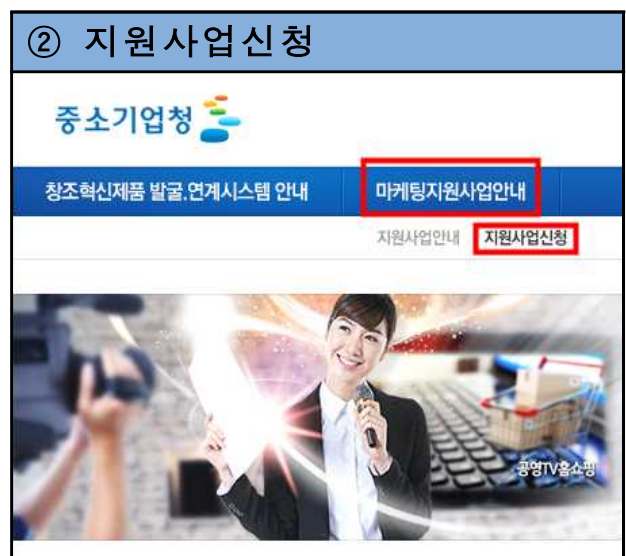 ② 지원사업신청
중소기업청
창조혁신제품 발굴.연계시스템 안내 마케팅지원사업안내
지원사업안내 지원사업신청
공영TV홈쇼핑